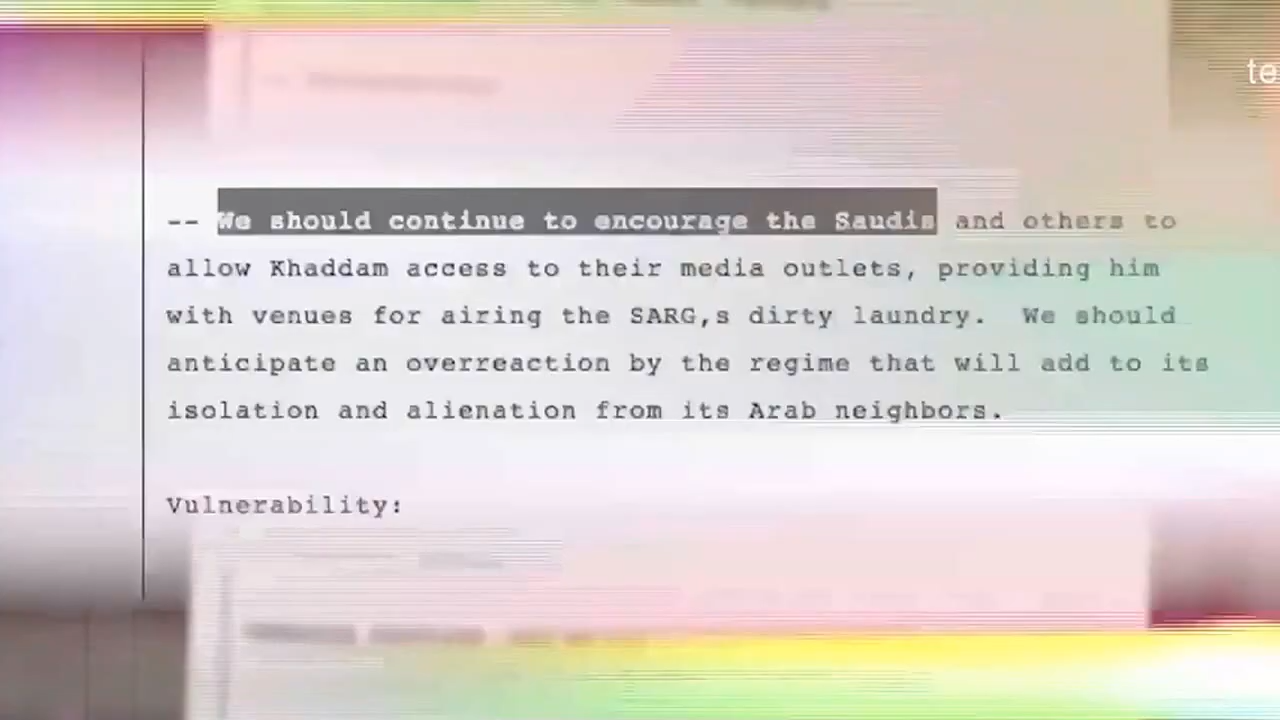 te
-- We should continue to encourage the Saudis and others to
allow Khaddam access to their media outlets, providing him
with venues for airing the SARG,s dirty laundry.  We should
anticipate an overreaction by the regime that will add to its
isolation and alienation from its Arab neighbors.
Vulnerability: